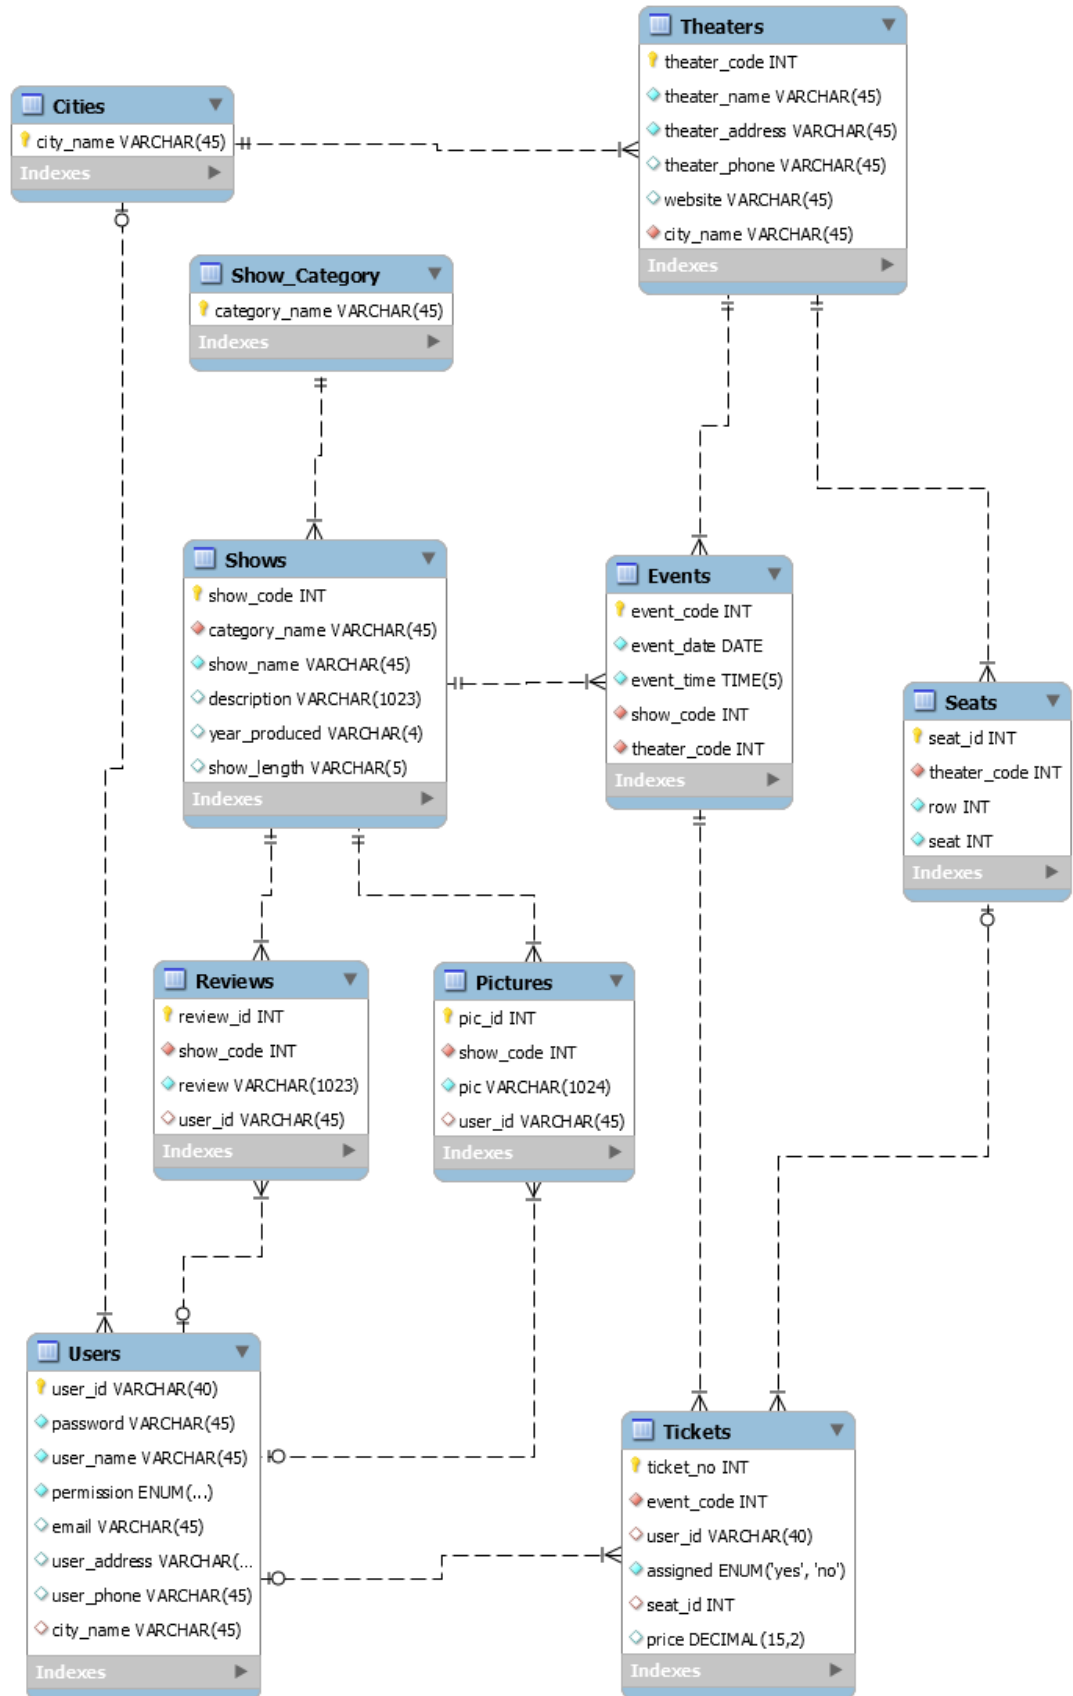 Theaters
theater_code INT
theater_name VARCHAR(45)
theater_address VARCHAR(45)
theater_phone VARCHAR(45)
website VARCHAR(45)
city_name VARCHAR(45)
Indexes
Cities
city_name VARCHAR(45)
Indexes
Show_Category
category_name VARCHAR(45)
Indexes
Shows
show_code INT
category_name VARCHAR(45)
show_name VARCHAR(45)
description VARCHAR(1023)
year_produced VARCHAR(4)
show_length VARCHAR(5)
Indexes
Events
event_code INT
event_date DATE
event_time TIME(5)
show_code INT
theater_code INT
Indexes
Seats
seat_id INT
theater_code INT
row INT
seat INT
Indexes
Reviews
review_id INT
show_code INT
review VARCHAR(1023)
user_id VARCHAR(45)
Indexes
Pictures
pic_id INT
show_code INT
pic VARCHAR(1024)
user_id VARCHAR(45)
Indexes
Users
user_id VARCHAR(40)
password VARCHAR(45)
user_name VARCHAR(45)
permission ENUM(...)
email VARCHAR(45)
user_address VARCHAR(...
user_phone VARCHAR(45)
city_name VARCHAR(45)
Indexes
Tickets
ticket_no INT
event_code INT
user_id VARCHAR(40)
assigned ENUM('yes', 'no')
seat_id INT
price DECIMAL(15,2)
Indexes